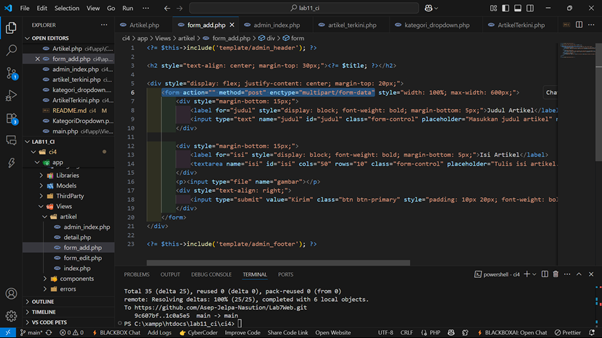 File Edit Selection View Go Run ··· lab11_ci
EXPLORER
OPEN EDITORS
Artikel.php ci4\app\C...
form_add.php ci4\ap...
admin_index.php ci4...
artikel_terkini.php ci...
kategori_dropdown....
ArtikelTerkini.php ci4...
README.md ci4 M
KategoriDropdown.p...
main.php ci4\app\Vie...
LAB11_CI
ci4
app
Libraries
Models
ThirdParty
Views
artikel
admin_index.php
detail.php
form_add.php
form_edit.php
index.php
components
errors
OUTLINE
TIMELINE
VS CODE PETS
Artikel.php form_add.php admin_index.php artikel_terkini.php kategori_dropdown.php ArtikelTerkini.php
ci4 > app > Views > artikel > form_add.php > div > form
1 <?= $this->include('template/admin_header'); ?>
2
3 <h2 style="text-align: center; margin-top: 30px;"><?= $title; ?></h2>
4
5 <div style="display: flex; justify-content: center; margin-top: 20px;">
6 <form action="" method="post" enctype="multipart/form-data" style="width: 100%; max-width: 600px;"> Cha
7 <div style="margin-bottom: 15px;">
8 <label for="judul" style="display: block; font-weight: bold; margin-bottom: 5px;">Judul Artikel</label
9 <input type="text" name="judul" id="judul" class="form-control" placeholder="Masukkan judul artikel
10 </div>
11
12 <div style="margin-bottom: 15px;">
13 <label for="isi" style="display: block; font-weight: bold; margin-bottom: 5px;">Isi Artikel</label>
14 <textarea name="isi" id="isi" cols="50" rows="10" class="form-control" placeholder="Tulis isi artikel
15 </div>
16 <p><input type="file" name="gambar"></p>
17 <div style="text-align: right;">
18 <input type="submit" value="Kirim" class="btn btn-primary" style="padding: 10px 20px; font-weight: bol
19 </div>
20 </form>
21 </div>
22
23 <?= $this->include('template/admin_footer'); ?>
PROBLEMS OUTPUT DEBUG CONSOLE TERMINAL PORTS powershell - ci4
Total 35 (delta 25), reused 0 (delta 0), pack-reused 0 (from 0)
remote: Resolving deltas: 100% (25/25), completed with 6 local objects.
To https://github.com/Asep-Jelpa-Nasution/Lab7Web.git
9c607bf..1c0a5e5 main -> main
PS C:\xampp\htdocs\lab11_ci\ci4>
main* 0 0 BLACKBOX Chat Add Logs CyberCoder Improve Code Share Code Link Open Website UTF-8 CRLF PHP BLACKBOXAI: Open Chat Prettier